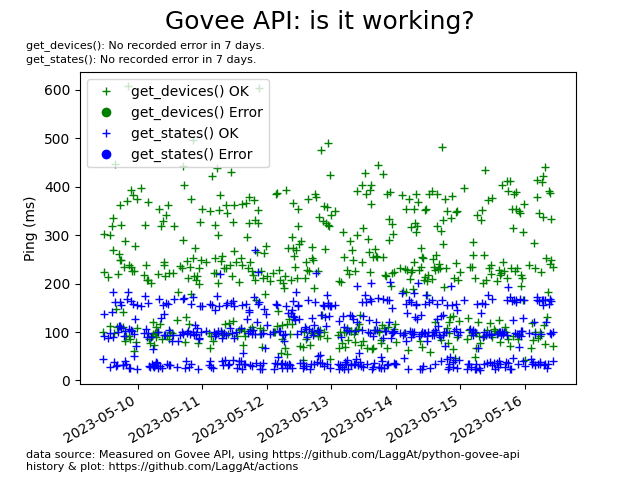 Govee API: is it working?
get_devices(): No recorded error in 7 days.
get_states(): No recorded error in 7 days.
get_devices() OK
get_devices() Error
get_states() OK
get_states() Error
Ping (ms)
600
500
400
300
200
100
0
2023-05-10
2023-05-11
2023-05-12
2023-05-13
2023-05-14
2023-05-15
2023-05-16
data source: Measured on Govee API, using https://github.com/LaggAt/python-govee-api
history & plot: https://github.com/LaggAt/actions